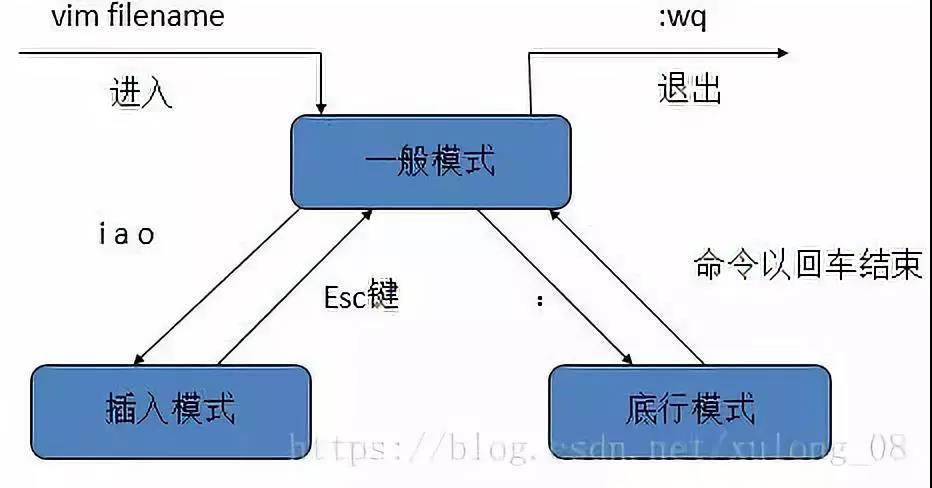 vim filename
:wq
进入
退出
一般模式
i a o
命令以回车结束
Esc键
:
插入模式
底行模式
https://blog.csdn.net/xulong_08